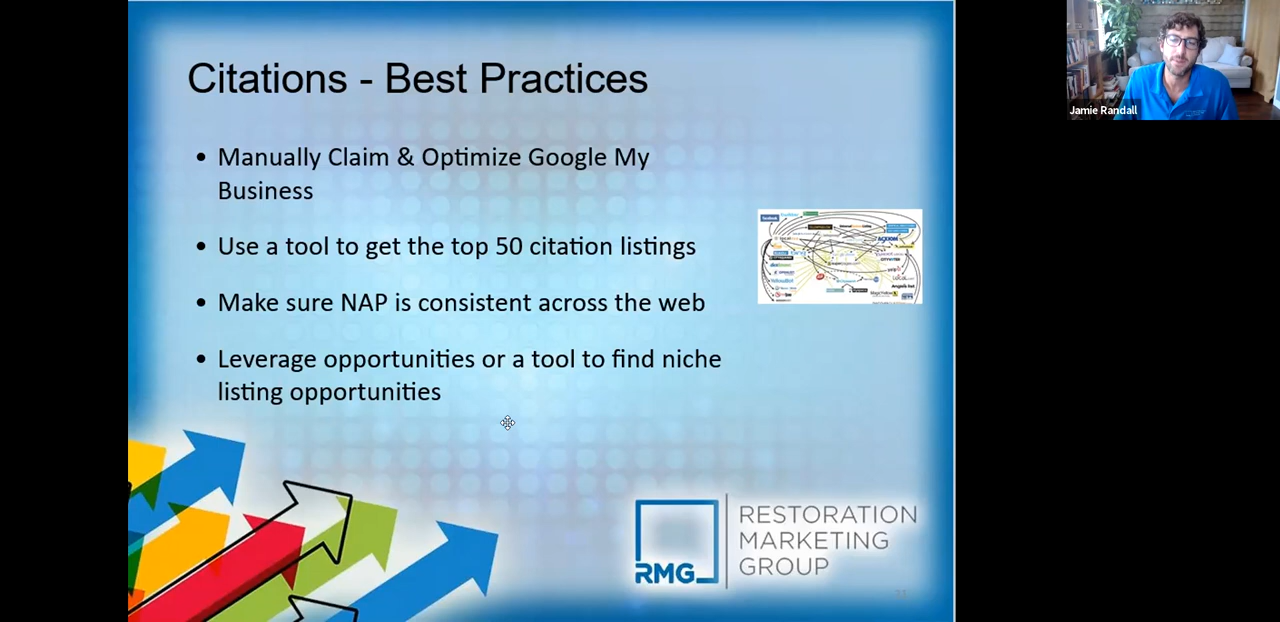 Citations - Best Practices
• Manually Claim & Optimize Google My
Business
• Use a tool to get the top 50 citation listings
• Make sure NAP is consistent across the web
• Leverage opportunities or a tool to find niche
listing opportunities
RMG
RESTORATION
MARKETING
GROUP
Jamie Randall